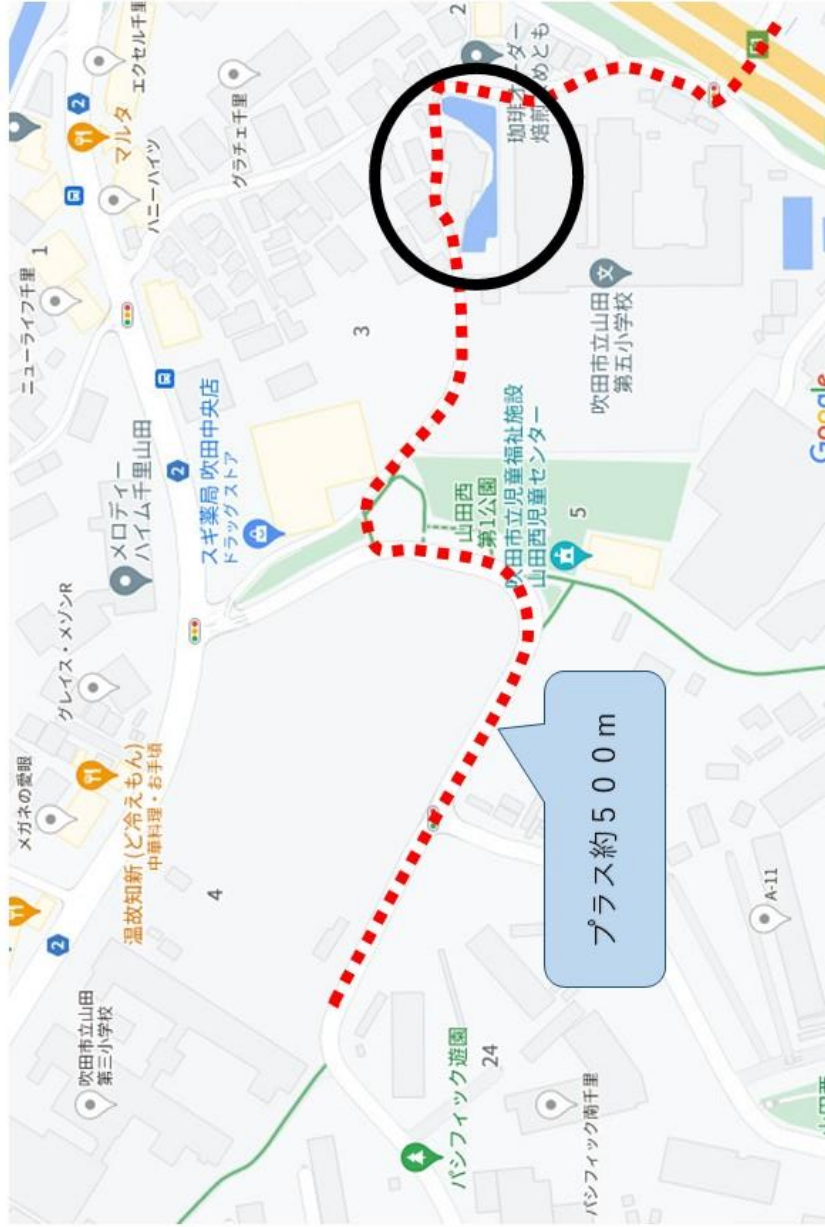 メガネの愛眼
ニューライフ千里
1
エクセル千里
2
マルタ
グレイス・メゾンR
メロディー
ハイム千里山田
ハニーハイツ
吹田市立山田
第三小学校
2
温故知新 (ど冷えもん)
中華料理・お手頃
2
スギ薬局 吹田中央店
ドラッグストア
グラチェ千里
4
3
2
パシフィック遊園
24
山田西
第1公園
吹田市立児童福祉施設
山田西児童センター
5
珈琲
焙煎
めとも
吹田市立山田
第五小学校
パシフィック南千里
プラス約500m
A-11
Google